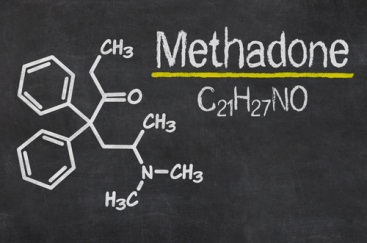 Methadone
C₂₁H₂₇NO
CH₃
O
CH₃
N
CH₃
H₃C